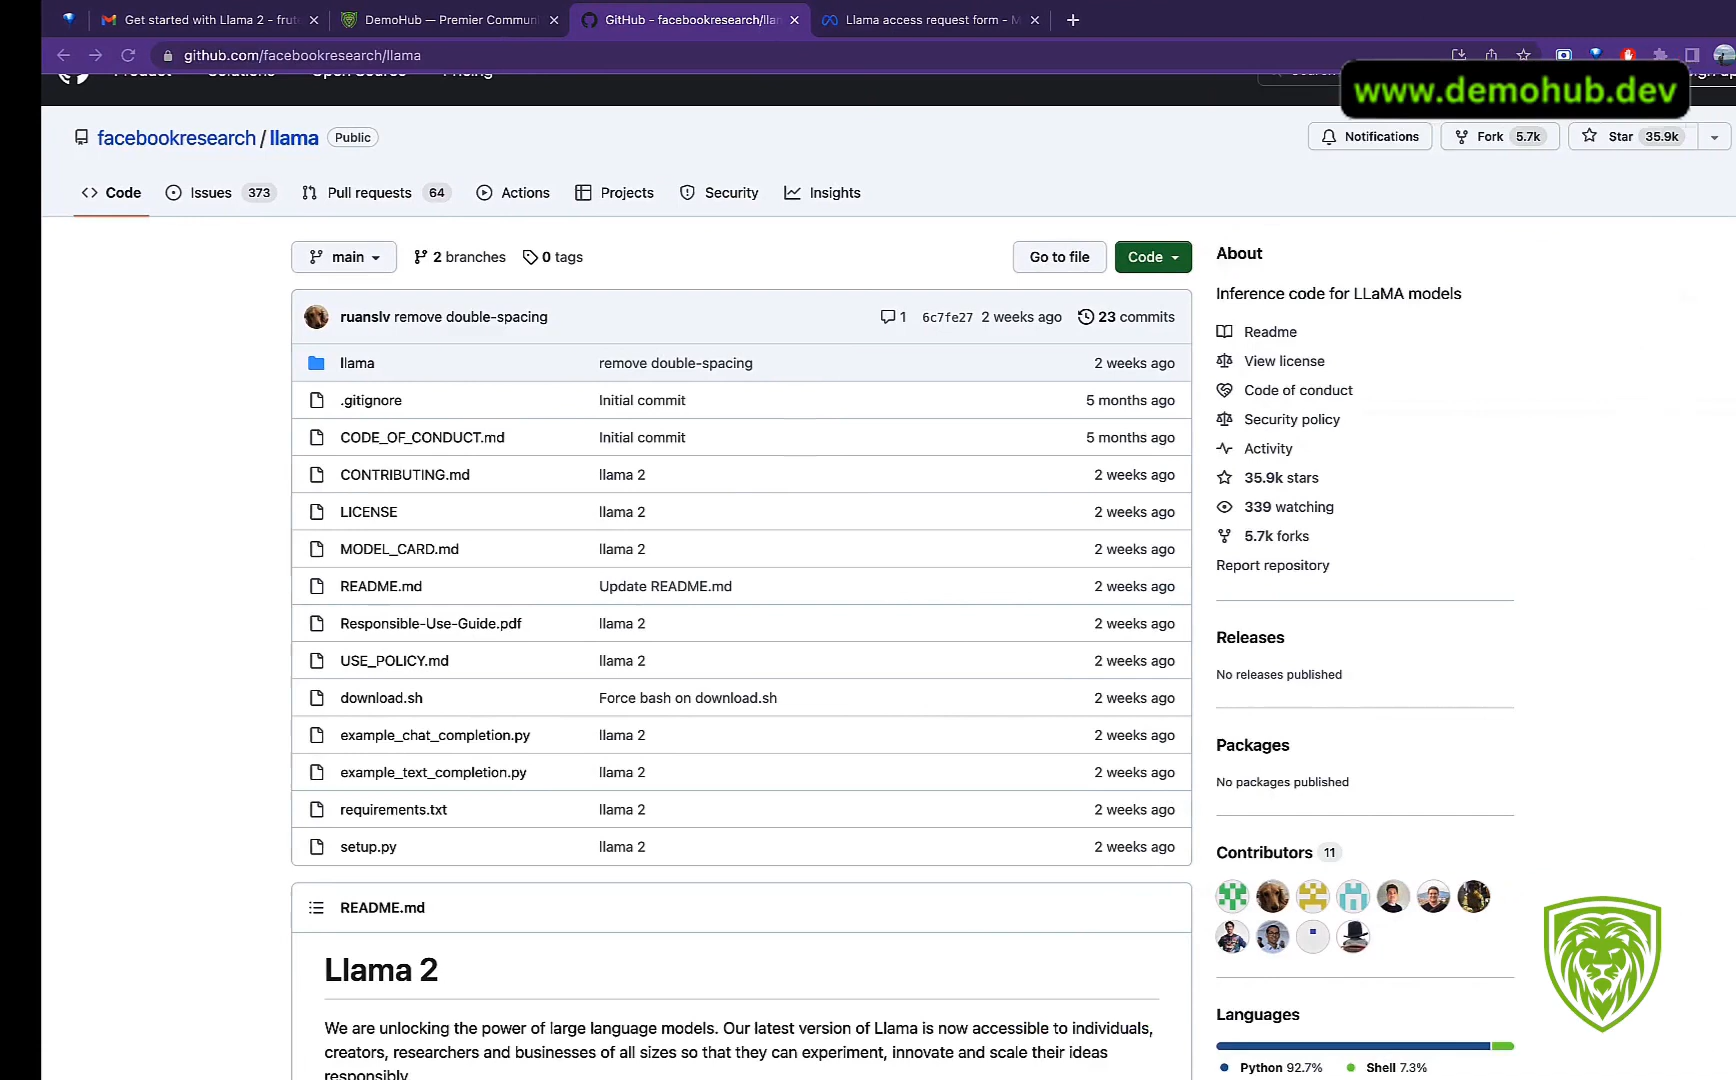 Get started with Llama 2 - frut
DemoHub — Premier Commun
GitHub - facebookresearch/llam
Llama access request form - M
github.com/facebookresearch/llama
Product Solutions Open Source Pricing
www.demohub.dev
facebookresearch / llama Public
Notifications Fork 5.7k Star 35.9k
Code Issues 373 Pull requests 64 Actions Projects Security Insights
main 2 branches 0 tags Go to file Code
ruanslv remove double-spacing 1 6c7fe27 2 weeks ago 23 commits
llama remove double-spacing 2 weeks ago
.gitignore Initial commit 5 months ago
CODE_OF_CONDUCT.md Initial commit 5 months ago
CONTRIBUTING.md llama 2 2 weeks ago
LICENSE llama 2 2 weeks ago
MODEL_CARD.md llama 2 2 weeks ago
README.md Update README.md 2 weeks ago
Responsible-Use-Guide.pdf llama 2 2 weeks ago
USE_POLICY.md llama 2 2 weeks ago
download.sh Force bash on download.sh 2 weeks ago
example_chat_completion.py llama 2 2 weeks ago
example_text_completion.py llama 2 2 weeks ago
requirements.txt llama 2 2 weeks ago
setup.py llama 2 2 weeks ago
README.md
Llama 2
We are unlocking the power of large language models. Our latest version of Llama is now accessible to individuals,
creators, researchers and businesses of all sizes so that they can experiment, innovate and scale their ideas
responsibly.
About
Inference code for LLaMA models
Readme
View license
Code of conduct
Security policy
Activity
35.9k stars
339 watching
5.7k forks
Report repository
Releases
No releases published
Packages
No packages published
Contributors 11
Languages
Python 92.7% Shell 7.3%